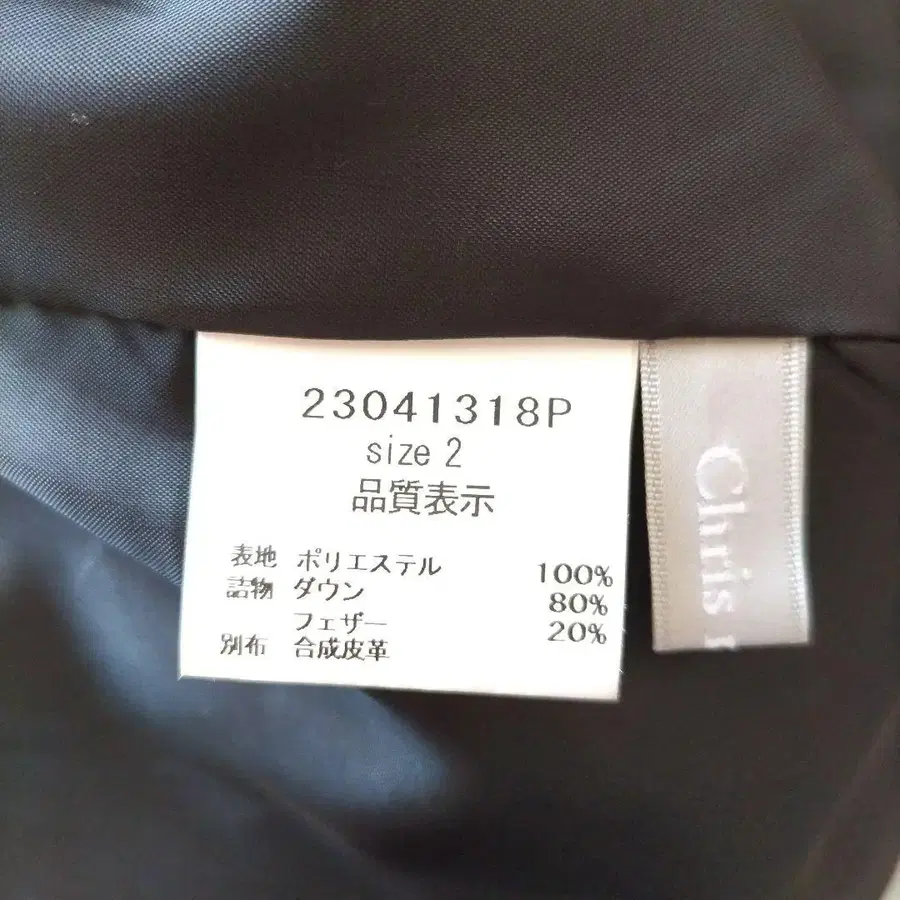 23041318P
size 2
品質表示
表地 ポリエステル 100%
詰物 ダウン 80%
フェザー 20%
別布 合成皮革
Chris